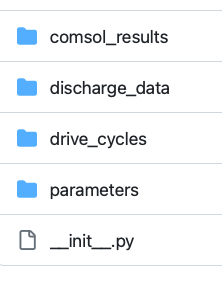 comsol_results
discharge_data
drive_cycles
parameters
__init__.py